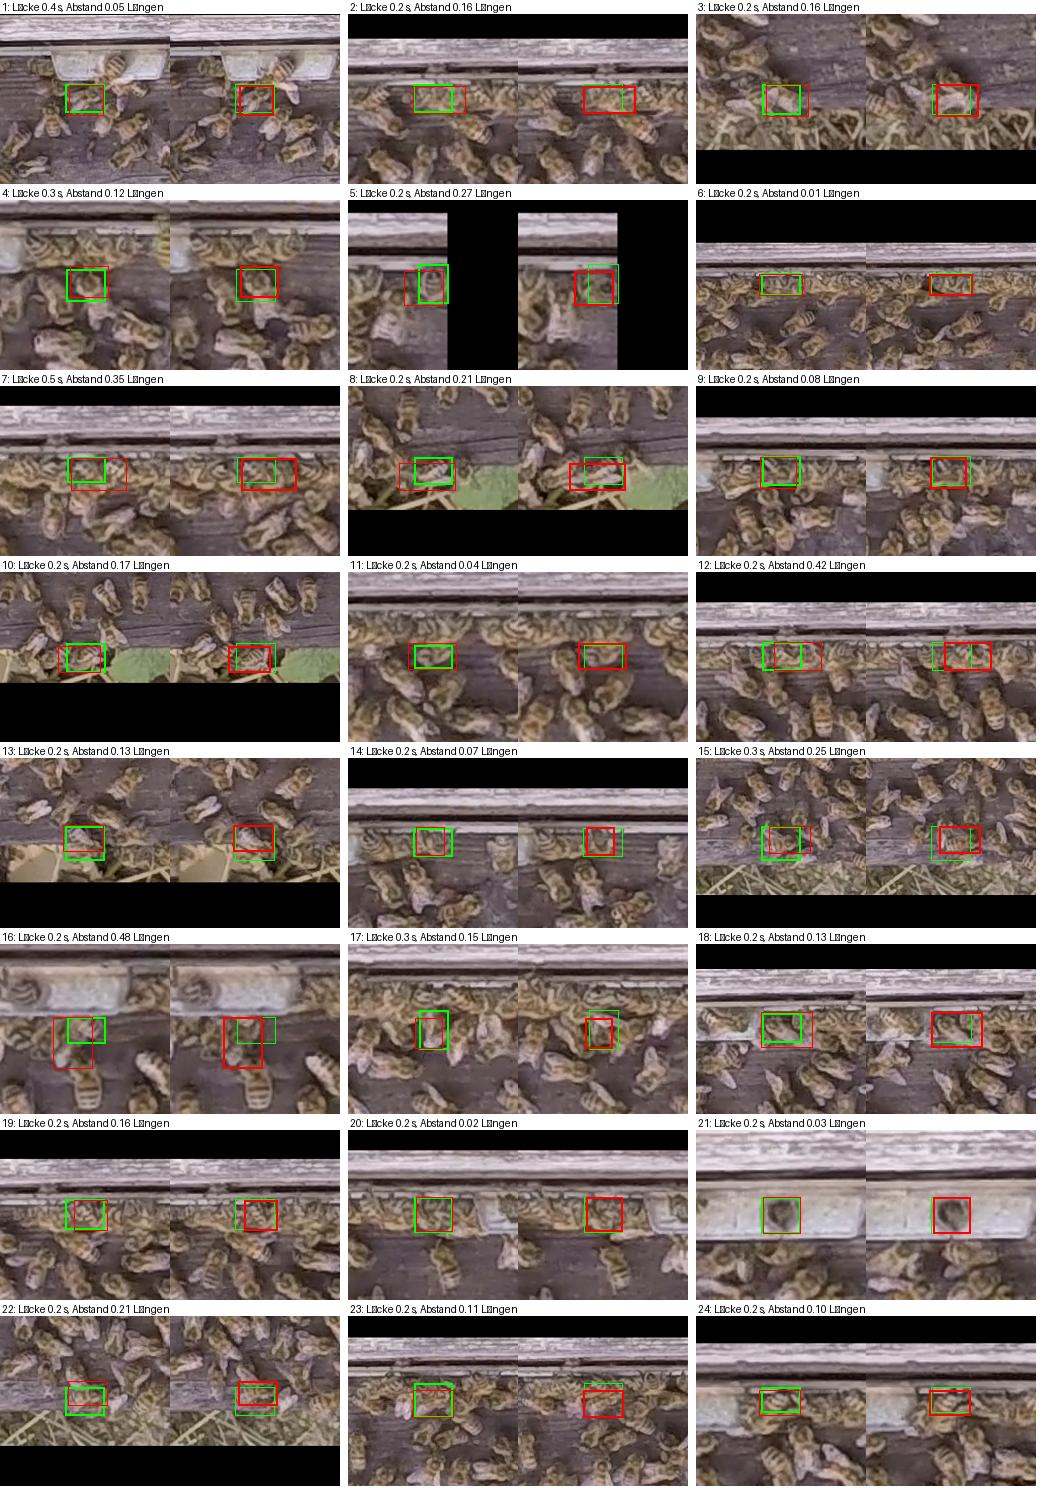 1: L□cke 0.4 s, Abstand 0.05 L□ngen
2: L□cke 0.2 s, Abstand 0.16 L□ngen
3: L□cke 0.2 s, Abstand 0.16 L□ngen
4: L□cke 0.3 s, Abstand 0.12 L□ngen
5: L□cke 0.2 s, Abstand 0.27 L□ngen
6: L□cke 0.2 s, Abstand 0.01 L□ngen
7: L□cke 0.5 s, Abstand 0.35 L□ngen
8: L□cke 0.2 s, Abstand 0.21 L□ngen
9: L□cke 0.2 s, Abstand 0.08 L□ngen
10: L□cke 0.2 s, Abstand 0.17 L□ngen
11: L□cke 0.2 s, Abstand 0.04 L□ngen
12: L□cke 0.2 s, Abstand 0.42 L□ngen
13: L□cke 0.2 s, Abstand 0.13 L□ngen
14: L□cke 0.2 s, Abstand 0.07 L□ngen
15: L□cke 0.3 s, Abstand 0.25 L□ngen
16: L□cke 0.2 s, Abstand 0.48 L□ngen
17: L□cke 0.3 s, Abstand 0.15 L□ngen
18: L□cke 0.2 s, Abstand 0.13 L□ngen
19: L□cke 0.2 s, Abstand 0.16 L□ngen
20: L□cke 0.2 s, Abstand 0.02 L□ngen
21: L□cke 0.2 s, Abstand 0.03 L□ngen
22: L□cke 0.2 s, Abstand 0.21 L□ngen
23: L□cke 0.2 s, Abstand 0.11 L□ngen
24: L□cke 0.2 s, Abstand 0.10 L□ngen